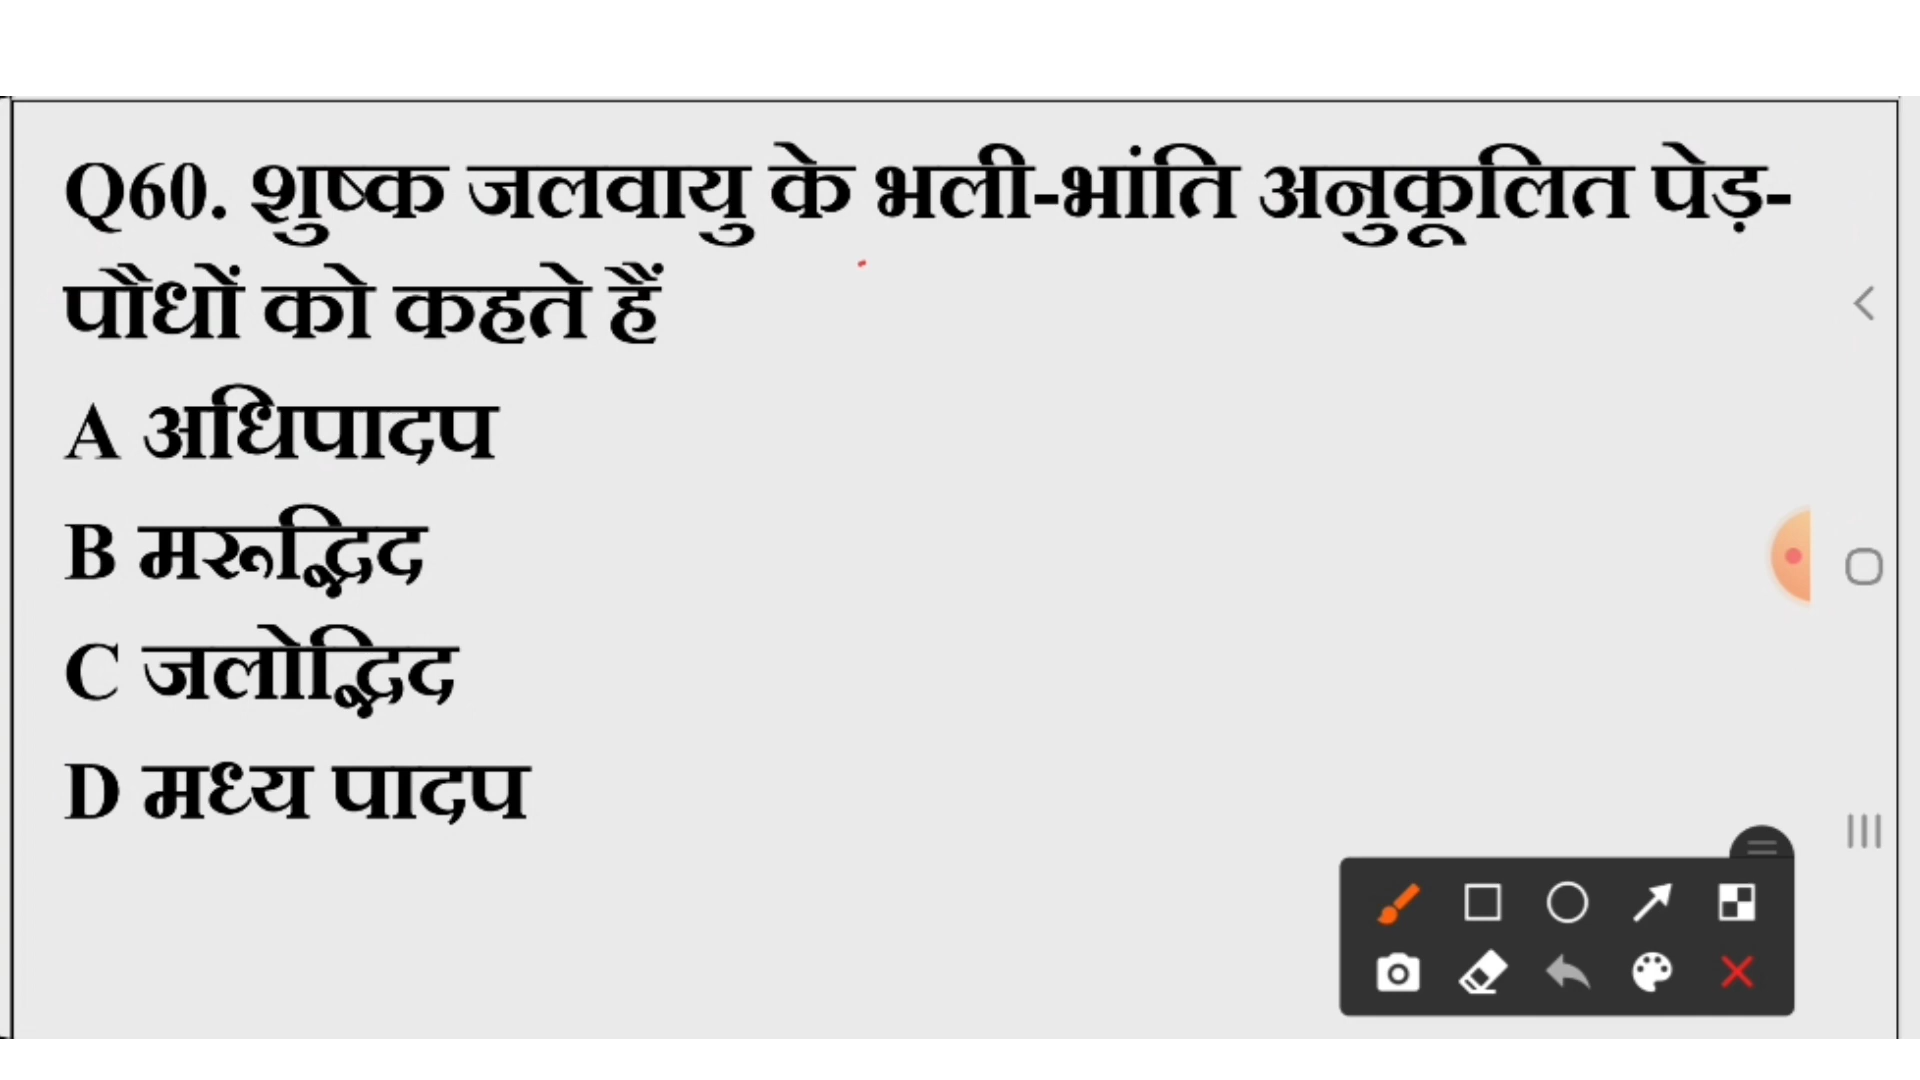 Q60. शुष्क जलवायु के भली-भांति अनुकूलित पेड़-
पौधों को कहते हैं
A अधिपादप
B मरूद्भिद
C जलोद्भिद
D मध्य पादप